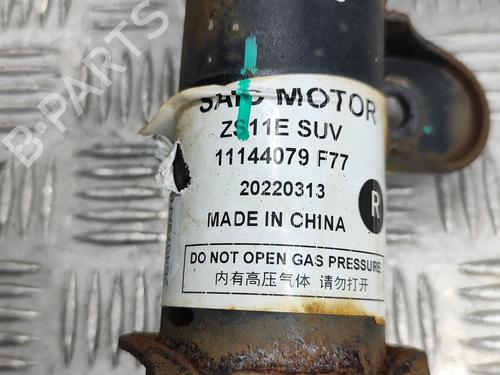 SAIC MOTOR
ZS11E SUV
11144079 F77
20220313
R
MADE IN CHINA
DO NOT OPEN GAS PRESSURE
内有高压气体 请勿打开
B-PARTS